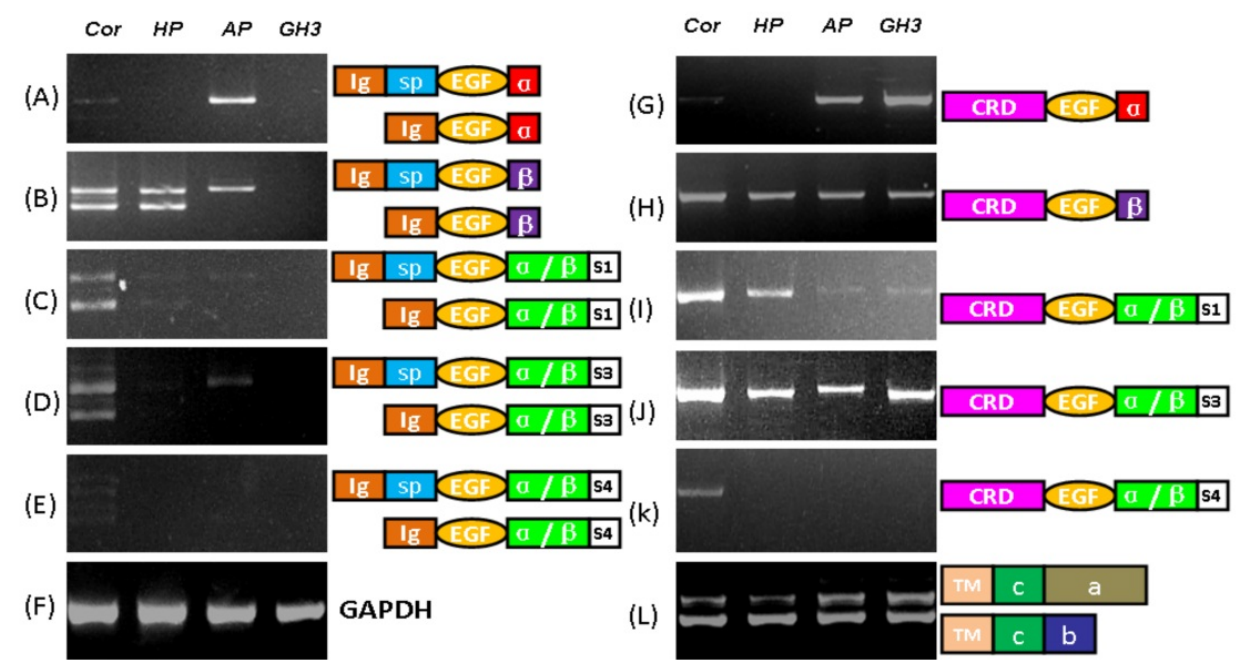 Cor HP AP GH3
(A) Ig sp EGF α
Ig EGF α
(B) Ig sp EGF β
Ig EGF β
(C) Ig sp EGF α / β S1
Ig EGF α / β S1
(D) Ig sp EGF α / β S3
Ig EGF α / β S3
(E) Ig sp EGF α / β S4
Ig EGF α / β S4
(F) GAPDH
Cor HP AP GH3
(G) CRD EGF α
(H) CRD EGF β
(I) CRD EGF α / β S1
(J) CRD EGF α / β S3
(k) CRD EGF α / β S4
(L) TM c a
TM c b